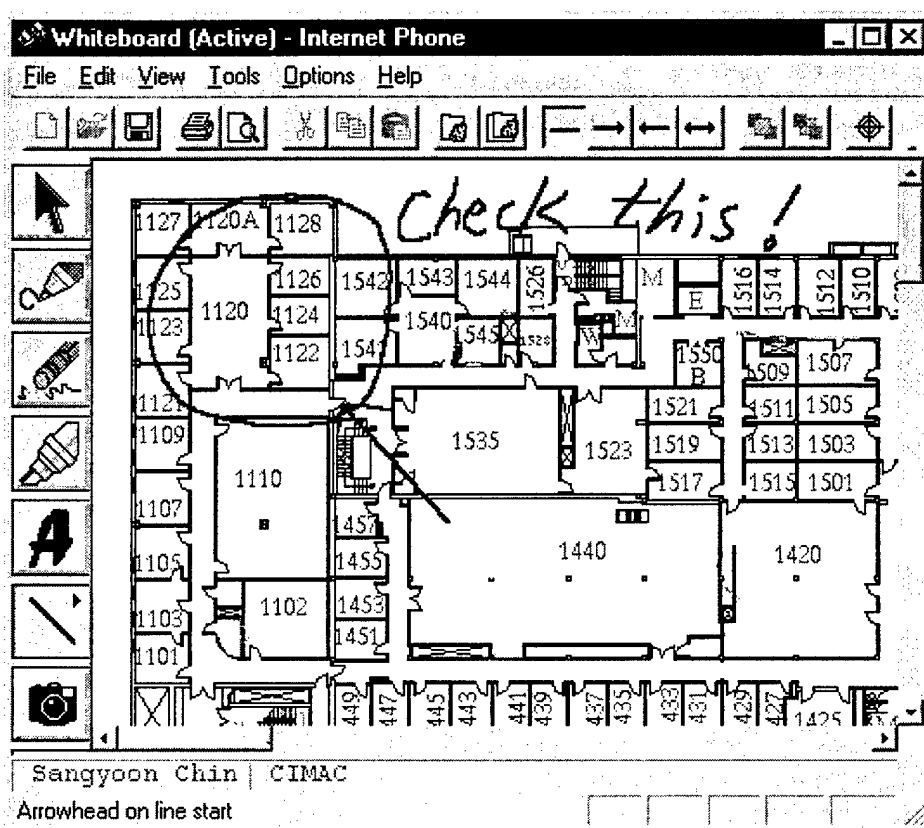 Whiteboard (Active) - Internet Phone
File Edit View Tools Options Help
Check this!
1127 1120A 1128
1542 1543 1544 1526 M E 1516 1514 1512 1510
1125 1120 1126
1123 1124 1540 1545 1528 W M
1122 1541 1550 B 1509 1507
1121 1521 1511 1505
1109 1535 1523 1519 1513 1503
1110 1517 1515 1501
1107 1457 1440 1420
1105 1455
1103 1102 1453
1101 1451
449 447 445 443 441 439 437 435 433 431 429 427 1425
A
Sangyoon Chin CIMAC
Arrowhead on line start